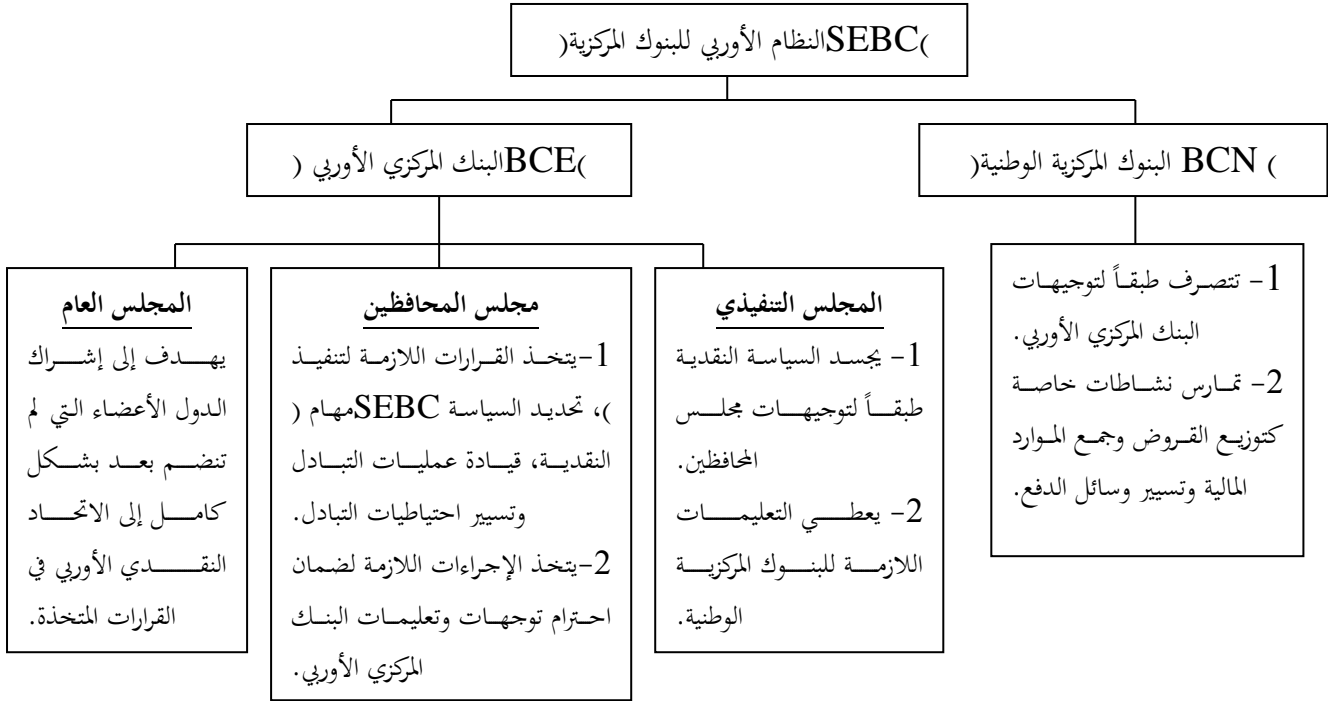 )SEBCالنظام الأوربي للبنوك المركزية(
) BCN البنوك المركزية الوطنية(
)BCEالبنك المركزي الأوربي (
1- تتصرف طبقاً لتوجيهات
البنك المركزي الأوربي.
2- تمارس نشاطات خاصة
كتوزيع القروض وجمع الموارد
المالية وتسيير وسائل الدفع.
المجلس التنفيذي
1- يجسد السياسة النقدية
طبقاً لتوجيهات مجلس
المحافظين.
2- يعطي التعليمات
اللازمة للبنوك المركزية
الوطنية.
مجلس المحافظين
1-يتخذ القرارات اللازمة لتنفيذ
)، تحديد السياسة SEBCمهام (
النقدية، قيادة عمليات التبادل
وتسيير احتياطيات التبادل.
2-يتخذ الإجراءات اللازمة لضمان
احترام توجهات وتعليمات البنك
المركزي الأوربي.
المجلس العام
يهدف إلى إشراك
الدول الأعضاء التي لم
تنضم بعد بشكل
كامل إلى الاتحاد
النقدي الأوربي في
القرارات المتخذة.